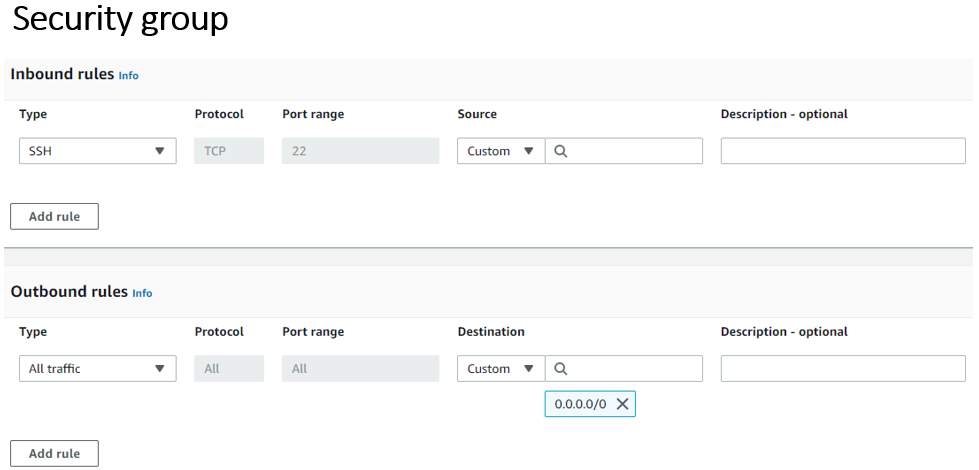 Security group
Inbound rules Info
Type Protocol Port range Source Description - optional
SSH TCP 22 Custom
Add rule
Outbound rules Info
Type Protocol Port range Destination Description - optional
All traffic All All Custom
0.0.0.0/0
Add rule